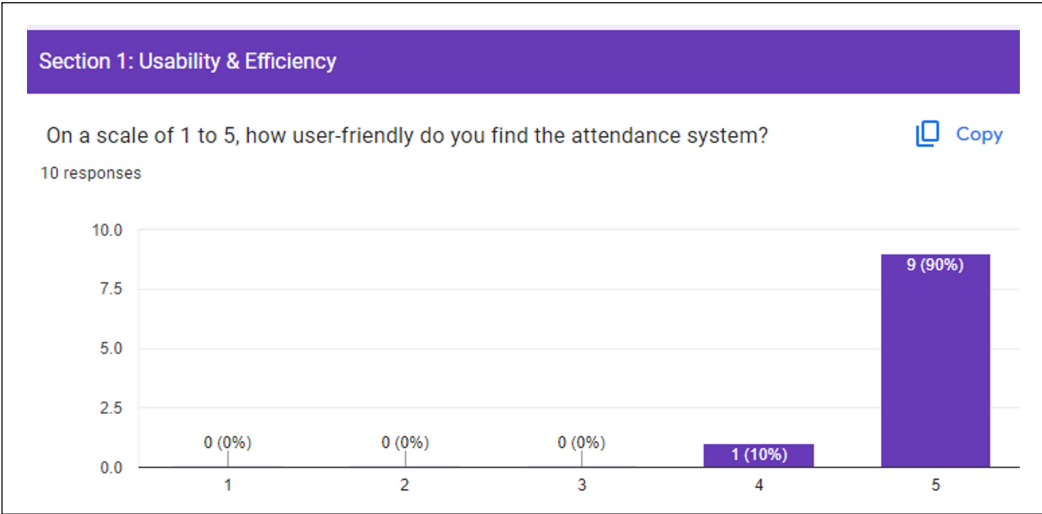 Section 1: Usability & Efficiency
On a scale of 1 to 5, how user-friendly do you find the attendance system?
Copy
10 responses
10.0
9 (90%)
7.5
5.0
2.5
0 (0%) 0 (0%) 0 (0%)
1 (10%)
0.0
1 2 3 4 5